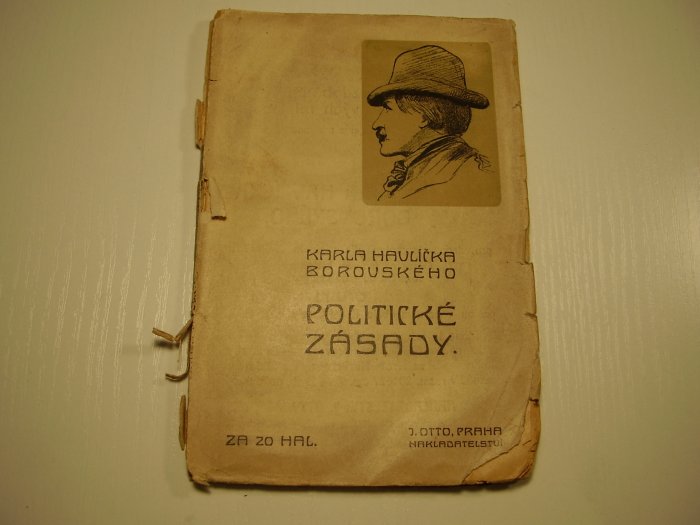 KARLA HAVLÍČKA
BOROVSKÉHO
POLITICKÉ
ZÁSADY.
ZA 20 HAL.
J. OTTO, PRAHA
NAKLADATELSTVÍ